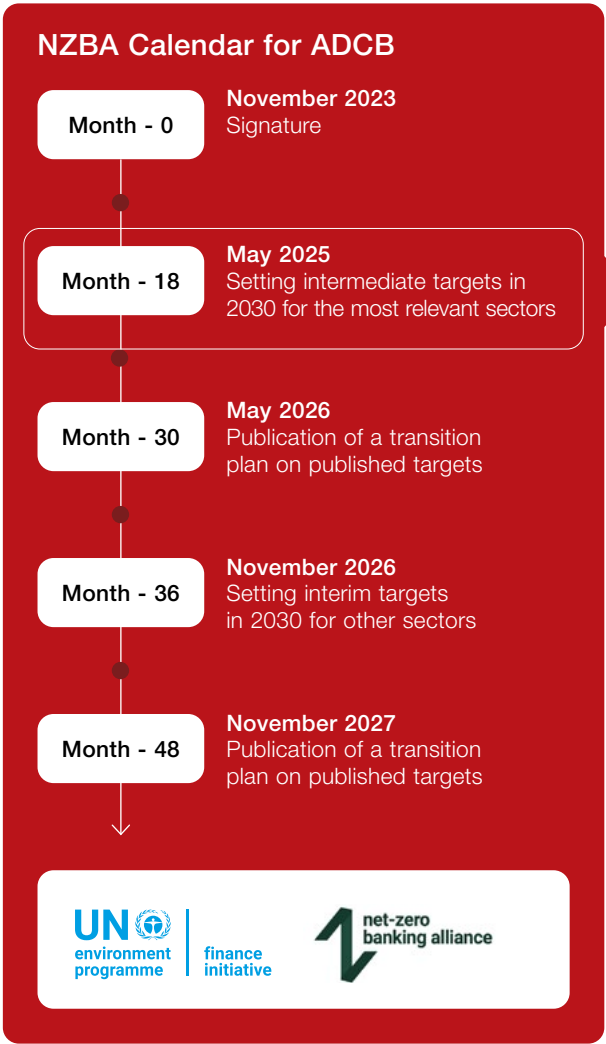 NZBA Calendar for ADCB
Month - 0
November 2023
Signature
Month - 18
May 2025
Setting intermediate targets in
2030 for the most relevant sectors
Month - 30
May 2026
Publication of a transition
plan on published targets
Month - 36
November 2026
Setting interim targets
in 2030 for other sectors
Month - 48
November 2027
Publication of a transition
plan on published targets
UN
environment
programme
finance
initiative
net-zero
banking alliance